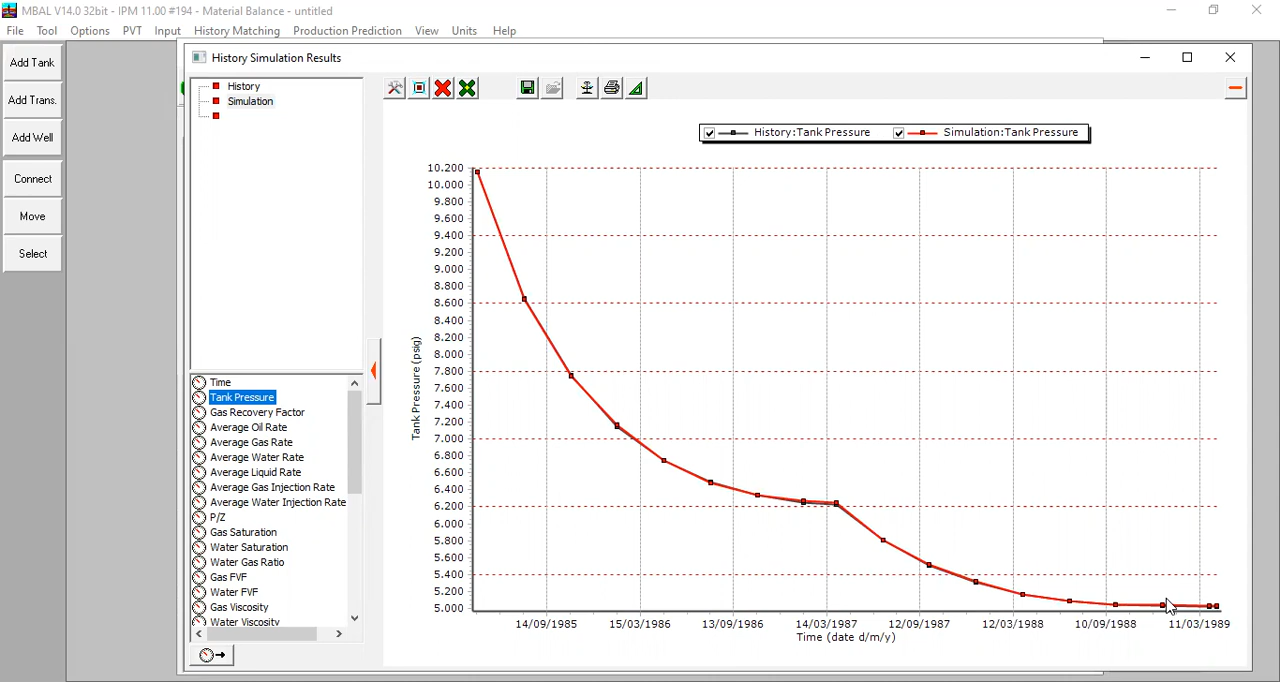 MBAL V14.0 32bit - IPM 11.00 #194 - Material Balance - untitled
File Tool Options PVT Input History Matching Production Prediction View Units Help
Add Tank
Add Trans.
Add Well
Connect
Move
Select
History Simulation Results
History
Simulation
Time
Tank Pressure
Gas Recovery Factor
Average Oil Rate
Average Gas Rate
Average Water Rate
Average Liquid Rate
Average Gas Injection Rate
Average Water Injection Rate
P/Z
Gas Saturation
Water Saturation
Water Gas Ratio
Gas FVF
Water FVF
Gas Viscosity
Water Viscosity
History:Tank Pressure Simulation:Tank Pressure
Tank Pressure (psig)
10.200
10.000
9.800
9.600
9.400
9.200
9.000
8.800
8.600
8.400
8.200
8.000
7.800
7.600
7.400
7.200
7.000
6.800
6.600
6.400
6.200
6.000
5.800
5.600
5.400
5.200
5.000
14/09/1985 15/03/1986 13/09/1986 14/03/1987 12/09/1987 12/03/1988 10/09/1988 11/03/1989
Time (date d/m/y)